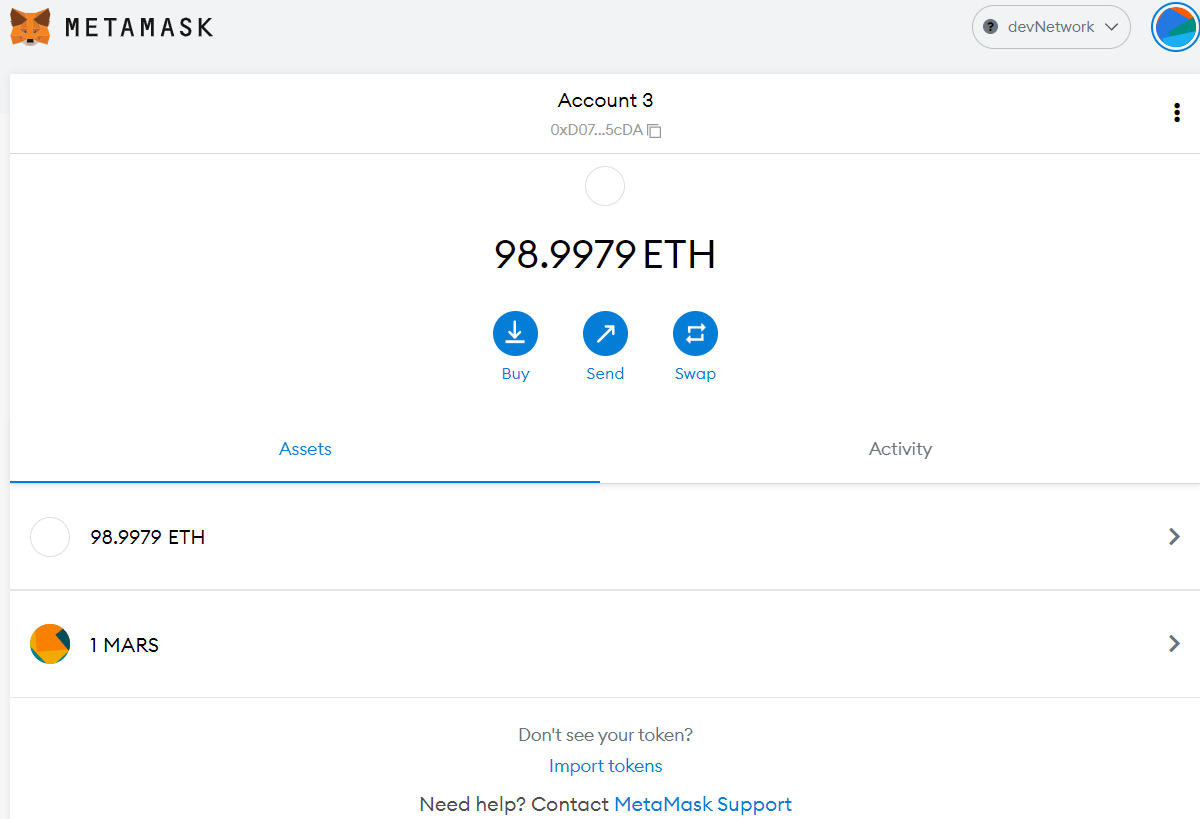 METAMASK
? devNetwork
Account 3
0xD07...5cDA
98.9979 ETH
Buy Send Swap
Assets Activity
98.9979 ETH
1 MARS
Don't see your token?
Import tokens
Need help? Contact MetaMask Support